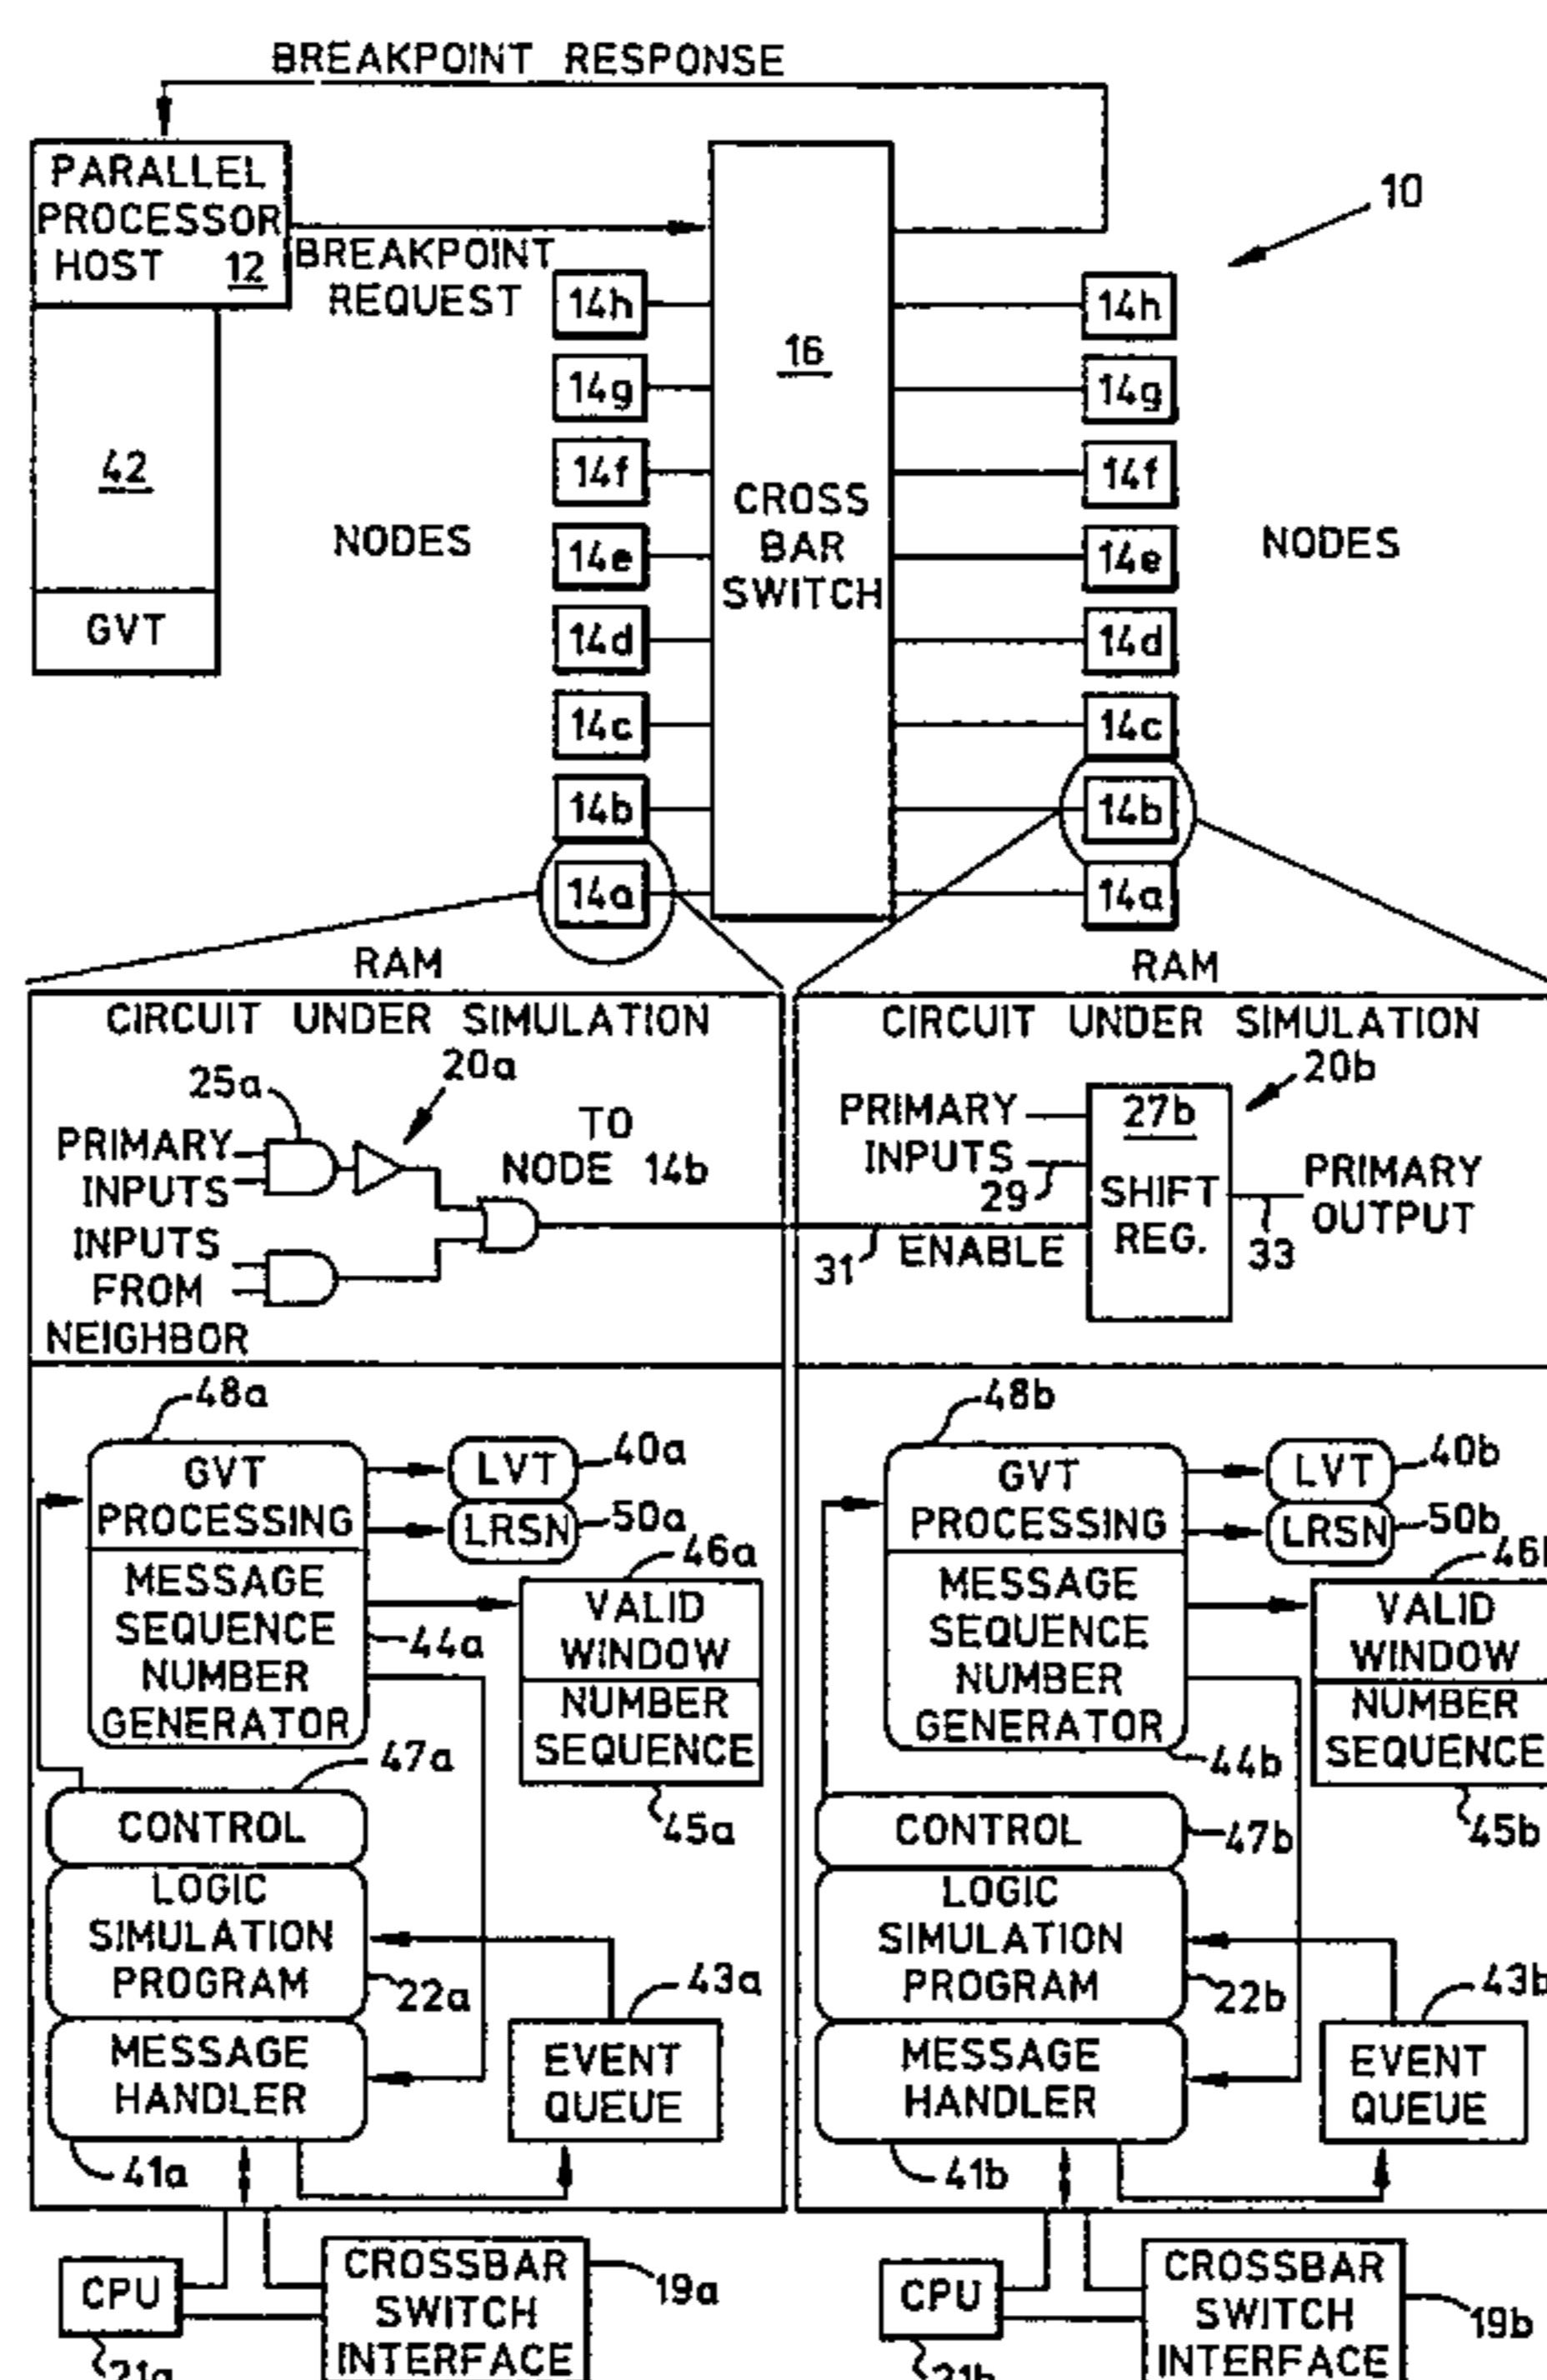 BREAKPOINT RESPONSE
PARALLEL
PROCESSOR
HOST 12
BREAKPOINT
REQUEST
10
42
GVT
NODES
14h
14g
14f
14e
14d
14c
14b
14a
16
CROSS
BAR
SWITCH
14h
14g
14f
14e
14d
14c
14b
14a
NODES
RAM
CIRCUIT UNDER SIMULATION
25a
20a
PRIMARY
INPUTS
TO
NODE 14b
INPUTS
FROM
NEIGHBOR
48a
GVT
PROCESSING
LVT
40a
LRSN
50a
MESSAGE
SEQUENCE
NUMBER
GENERATOR
44a
46a
VALID
WINDOW
NUMBER
SEQUENCE
45a
47a
CONTROL
LOGIC
SIMULATION
PROGRAM
22a
MESSAGE
HANDLER
41a
43a
EVENT
QUEUE
CPU
21a
CROSSBAR
SWITCH
INTERFACE
19a
RAM
CIRCUIT UNDER SIMULATION
20b
PRIMARY
INPUTS
29
27b
SHIFT
REG.
PRIMARY
OUTPUT
33
31
ENABLE
48b
GVT
PROCESSING
LVT
40b
LRSN
50b
MESSAGE
SEQUENCE
NUMBER
GENERATOR
44b
46b
VALID
WINDOW
NUMBER
SEQUENCE
45b
CONTROL
47b
LOGIC
SIMULATION
PROGRAM
22b
MESSAGE
HANDLER
41b
43b
EVENT
QUEUE
CPU
21b
CROSSBAR
SWITCH
INTERFACE
19b